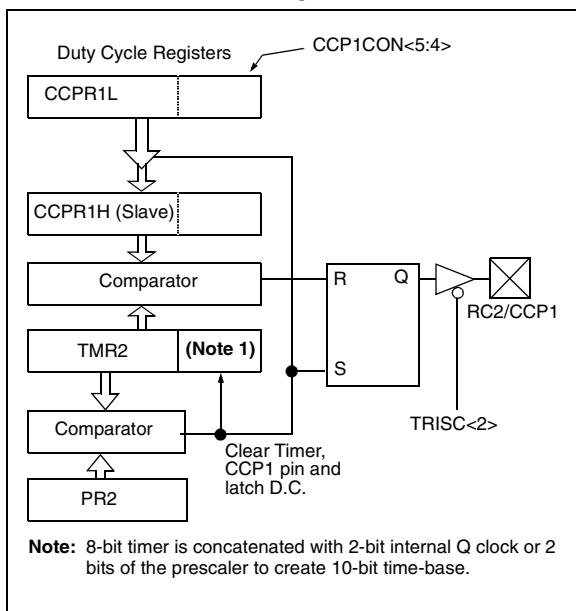 Duty Cycle Registers
CCP1CON<5:4>
CCPR1L
CCPR1H (Slave)
Comparator
R
Q
RC2/CCP1
TMR2
(Note 1)
S
TRISC<2>
Comparator
Clear Timer,
CCP1 pin and
latch D.C.
PR2
Note: 8-bit timer is concatenated with 2-bit internal Q clock or 2
bits of the prescaler to create 10-bit time-base.